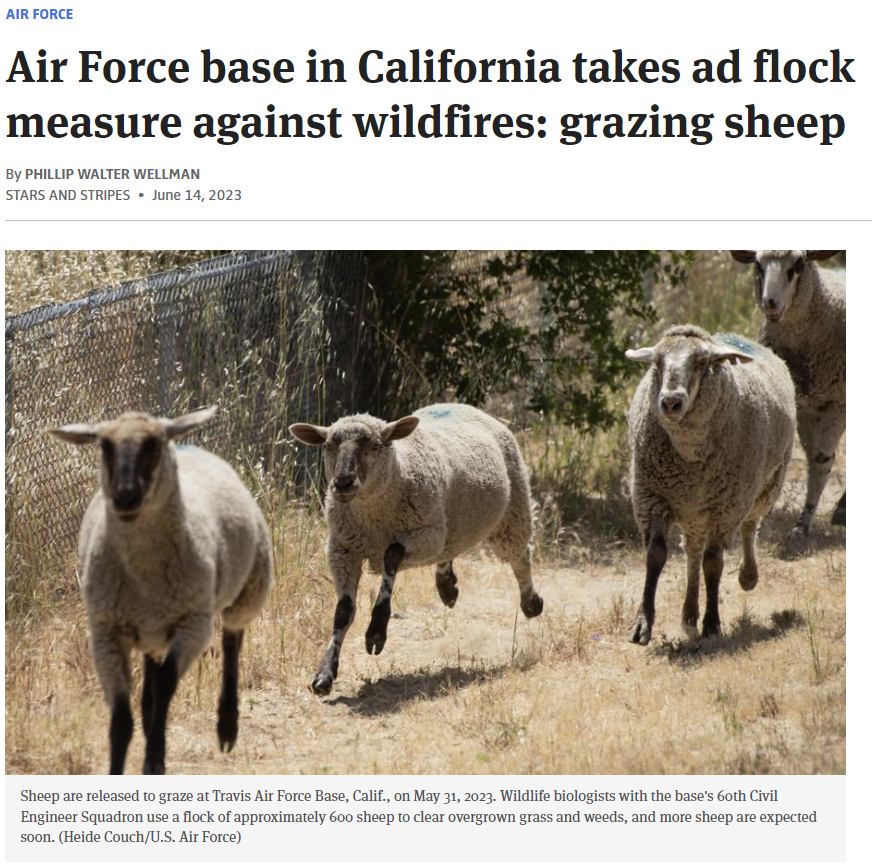 AIR FORCE
Air Force base in California takes ad flock
measure against wildfires: grazing sheep
By PHILLIP WALTER WELLMAN
STARS AND STRIPES • June 14, 2023
Sheep are released to graze at Travis Air Force Base, Calif., on May 31, 2023. Wildlife biologists with the base's 60th Civil
Engineer Squadron use a flock of approximately 600 sheep to clear overgrown grass and weeds, and more sheep are expected
soon. (Heide Couch/U.S. Air Force)